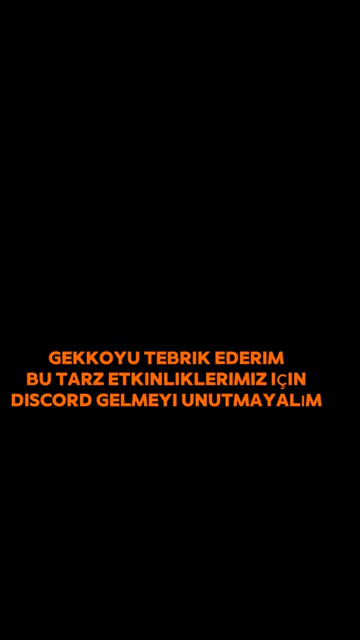 GEKKOYU TEBRIK EDERIM
BU TARZ ETKINLIKLERIMIZ IÇIN
DISCORD GELMEYI UNUTMAYALıM